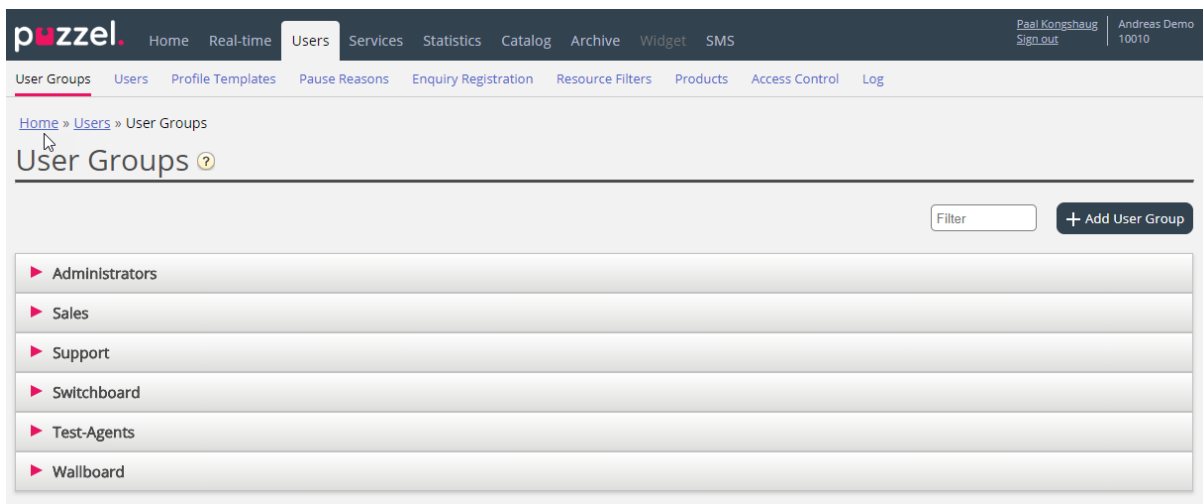 puzzel. Home Real-time Users Services Statistics Catalog Archive Widget SMS Paal Kongshaug Andreas Demo
Sign out 10010
User Groups Users Profile Templates Pause Reasons Enquiry Registration Resource Filters Products Access Control Log
Home » Users » User Groups
User Groups ?
Filter + Add User Group
Administrators
Sales
Support
Switchboard
Test-Agents
Wallboard